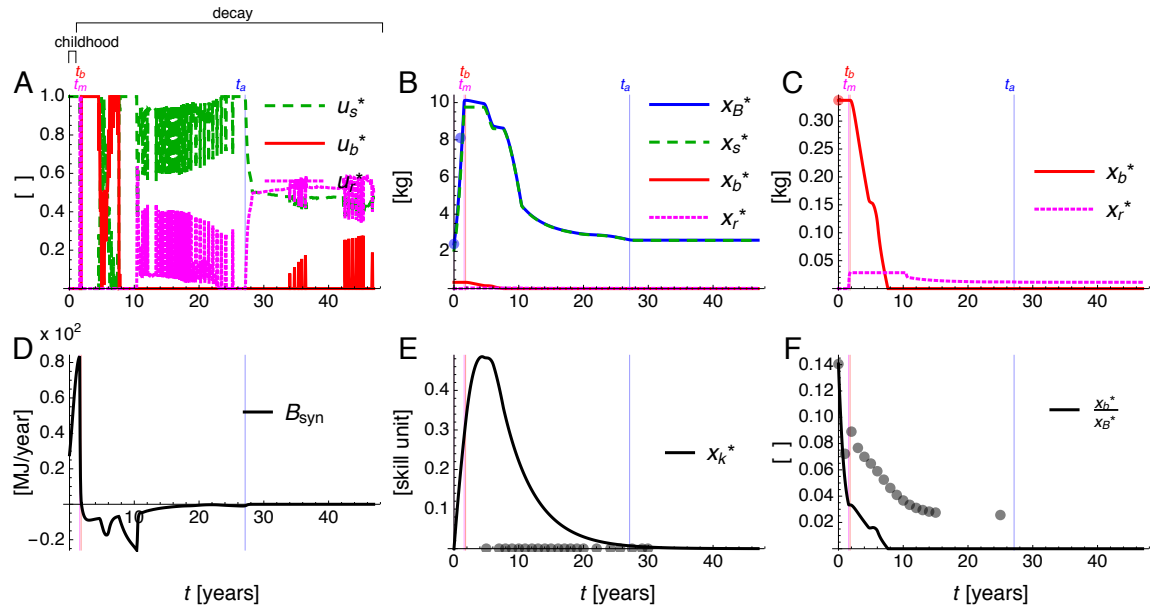 decay
childhood
A
t_b
t_m
t_a
[ ]
1.0
0.8
0.6
0.4
0.2
0
10
20
30
40
u_s*
u_b*
u_r*
B
t_b
t_m
t_a
[kg]
10
8
6
4
2
0
10
20
30
40
x_B*
x_s*
x_b*
x_r*
C
t_b
t_m
t_a
[kg]
0.30
0.25
0.20
0.15
0.10
0.05
0
10
20
30
40
x_b*
x_r*
D
x 10²
[MJ/year]
0.8
0.6
0.4
0.2
0
-0.2
10
20
30
40
B_syn
t [years]
E
[skill unit]
0.4
0.3
0.2
0.1
0
10
20
30
40
x_k*
t [years]
F
[ ]
0.14
0.12
0.10
0.08
0.06
0.04
0.02
0
10
20
30
40
x_b*
x_B*
t [years]